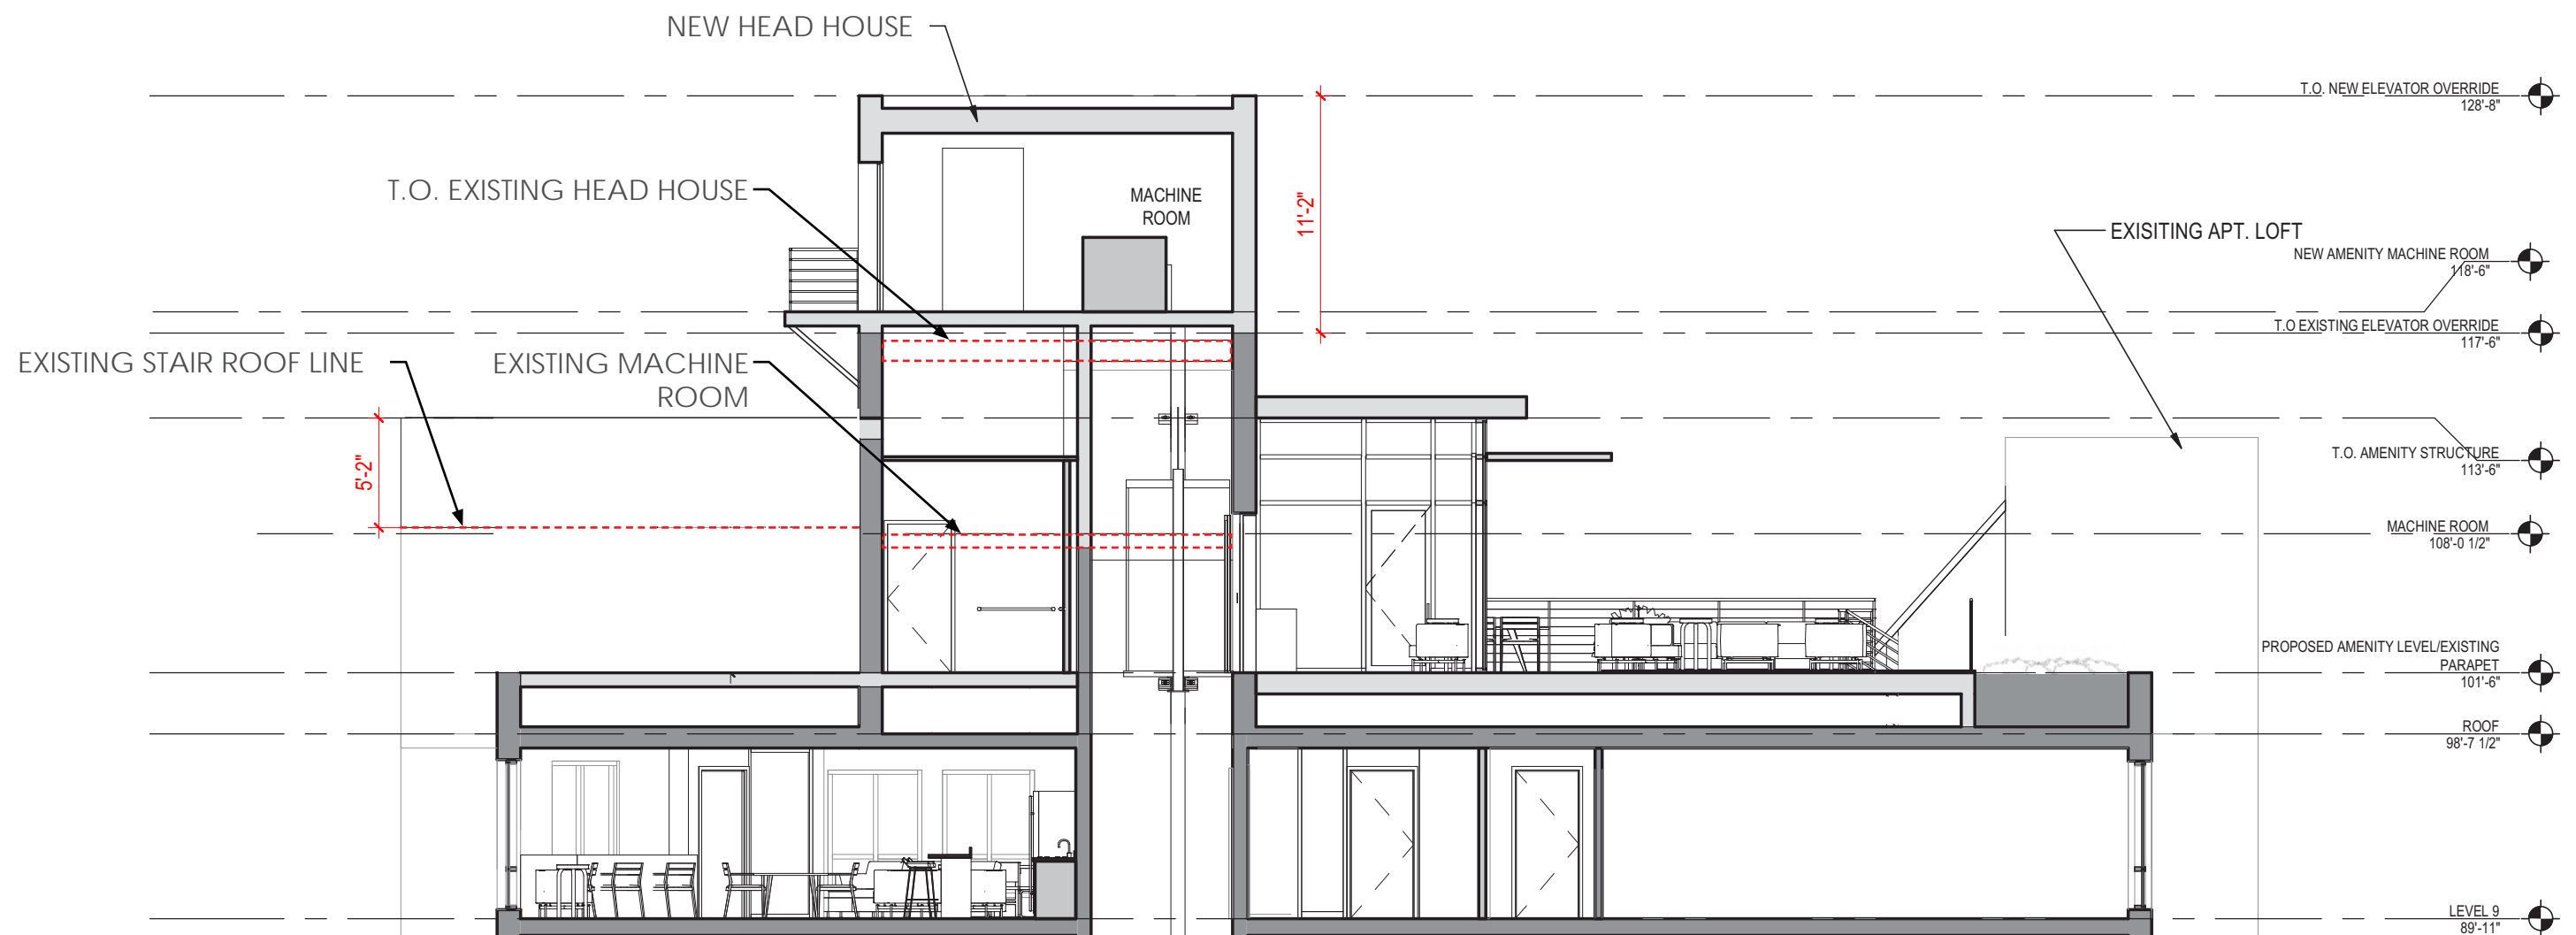 NEW HEAD HOUSE
T.O. NEW ELEVATOR OVERRIDE
128'-8"
T.O. EXISTING HEAD HOUSE
MACHINE
ROOM
11'-2"
EXISITING APT. LOFT
NEW AMENITY MACHINE ROOM
118'-6"
T.O EXISTING ELEVATOR OVERRIDE
117'-6"
EXISTING STAIR ROOF LINE
EXISTING MACHINE
ROOM
5'-2"
T.O. AMENITY STRUCTURE
113'-6"
MACHINE ROOM
108'-0 1/2"
PROPOSED AMENITY LEVEL/EXISTING
PARAPET
101'-6"
ROOF
98'-7 1/2"
LEVEL 9
89'-11"